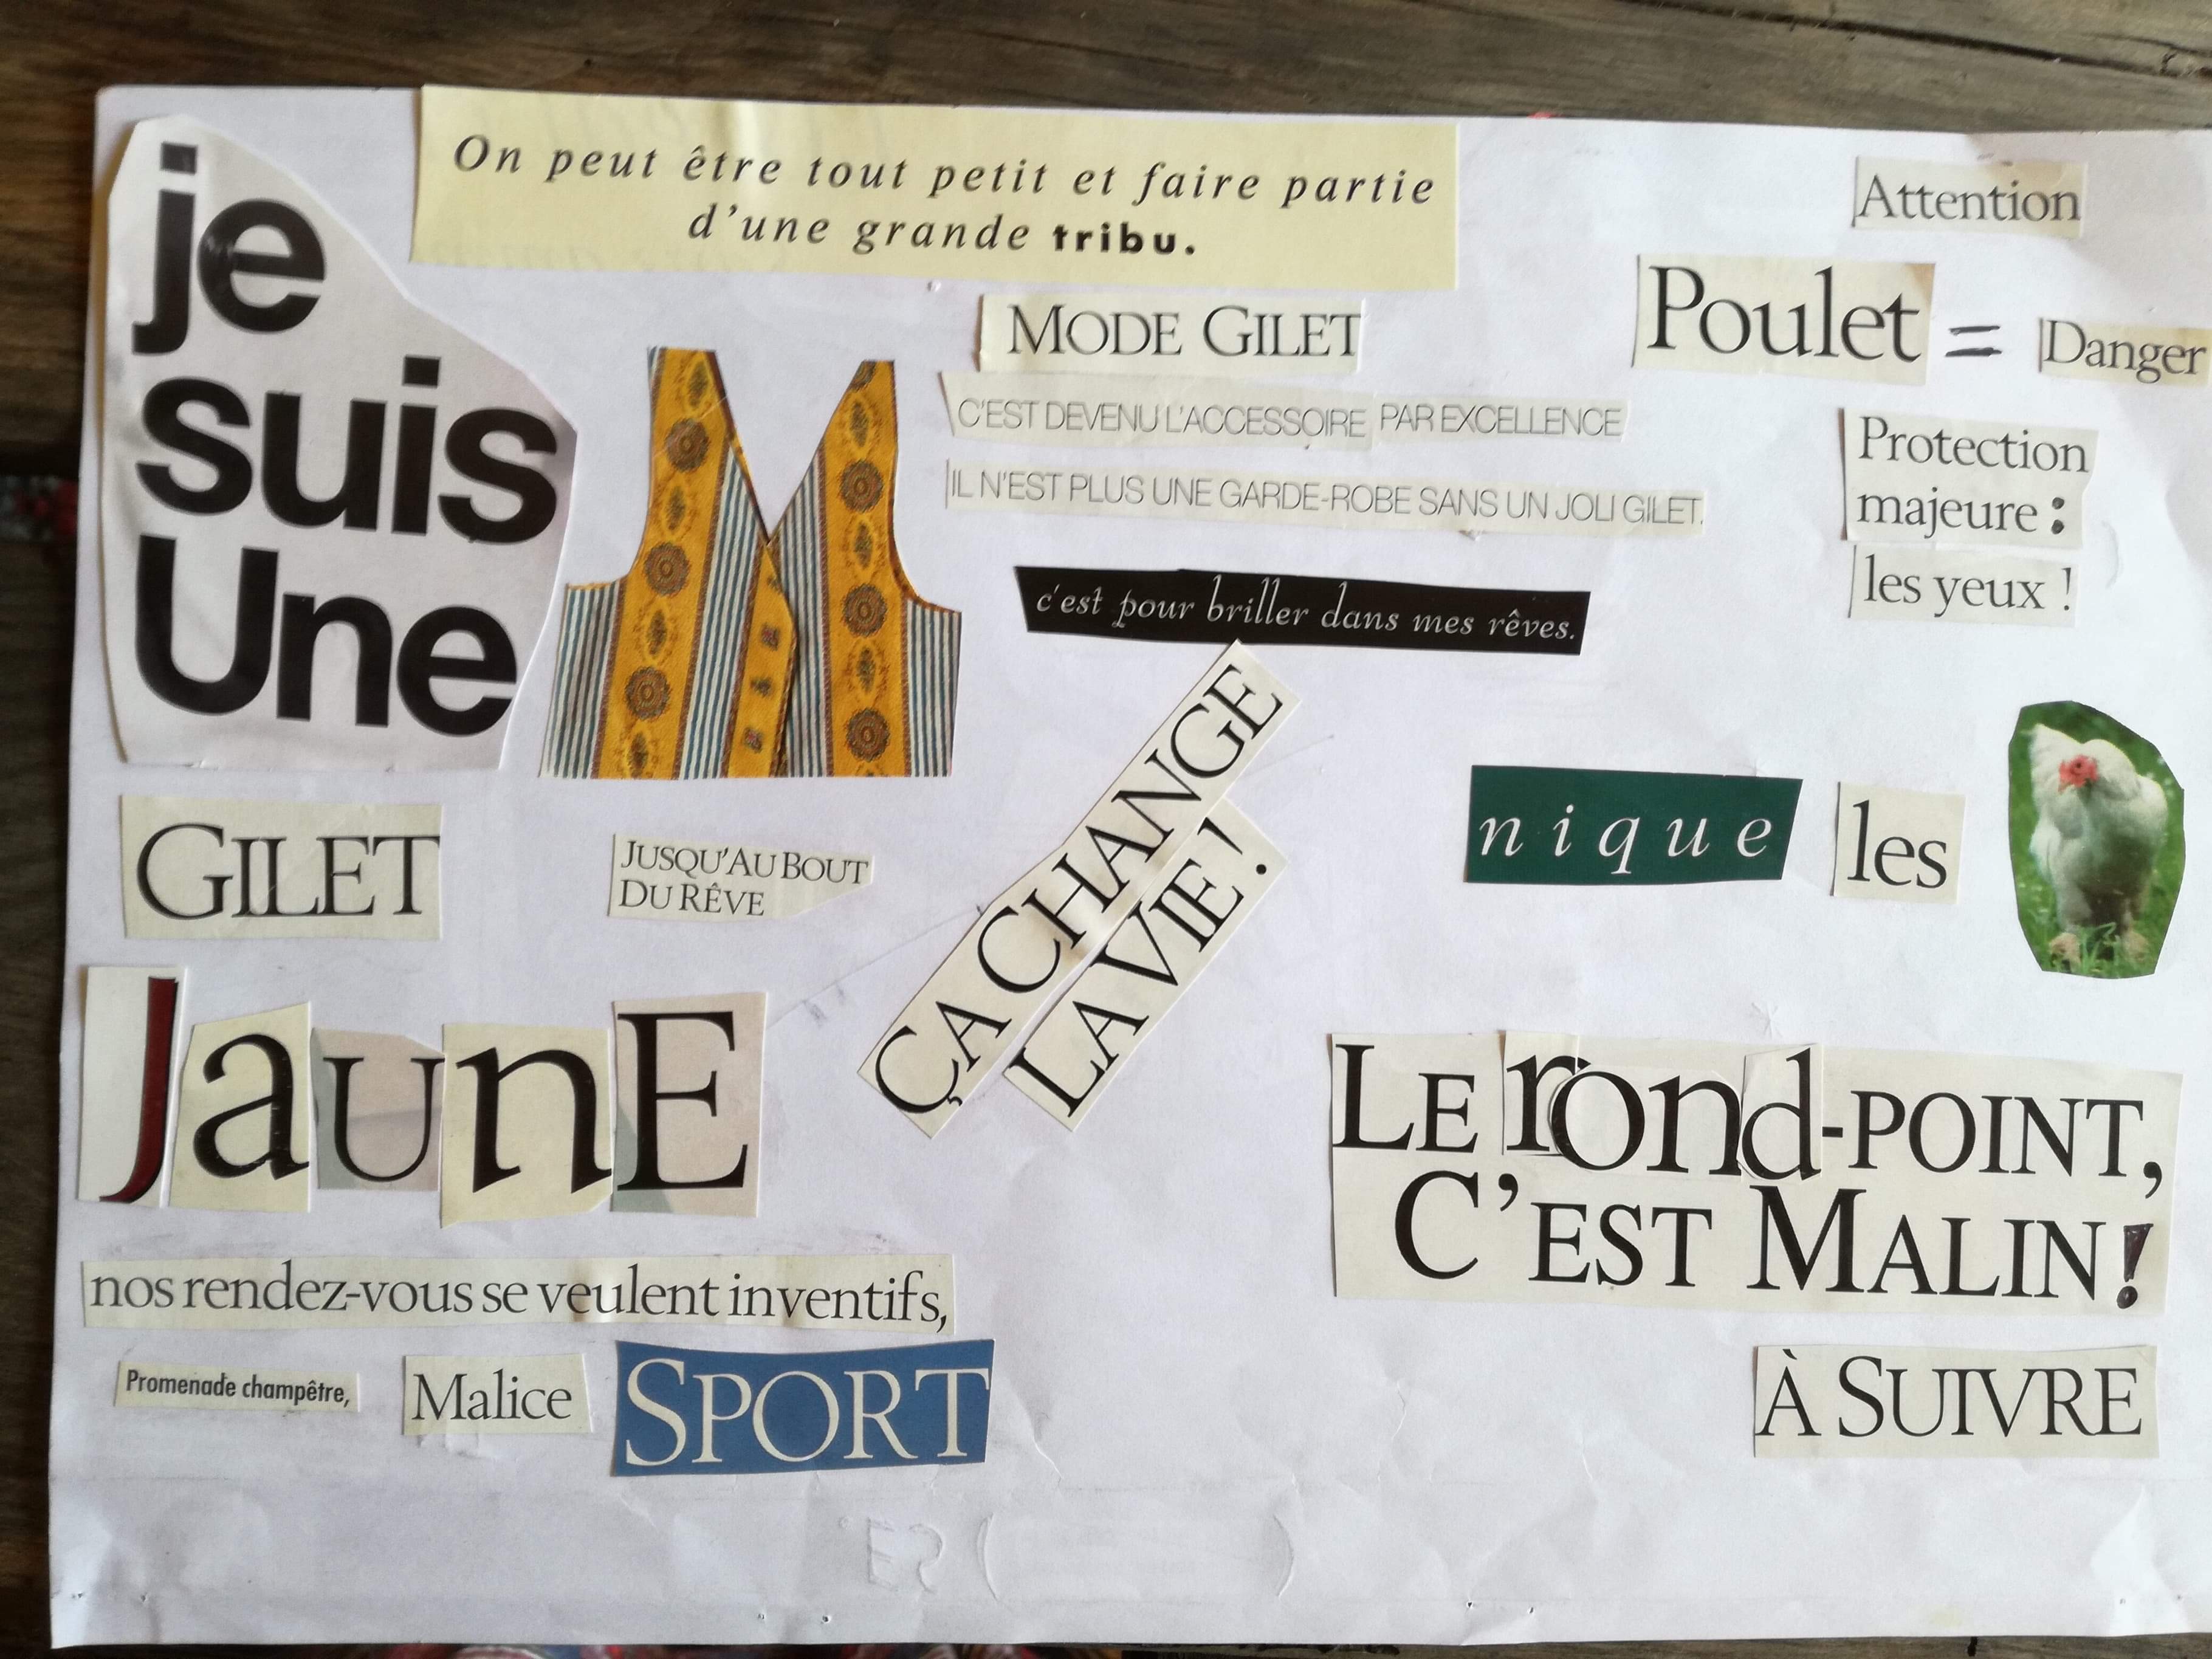 je
suis
Une
GILET
JaunE
On peut être tout petit et faire partie
d'une grande tribu.
MODE GILET
C'EST DEVENU L'ACCESSOIRE PAR EXCELLENCE
IL N'EST PLUS UNE GARDE-ROBE SANS UN JOLI GILET.
c'est pour briller dans mes rêves.
JUSQU'AU BOUT
DU RÊVE
ÇA CHANGE
LA VIE !
nos rendez-vous se veulent inventifs,
Promenade champêtre, Malice SPORT
Attention
Poulet = Danger
Protection
majeure :
les yeux !
nique les
LE rond-POINT,
C'EST MALIN!
À SUIVRE